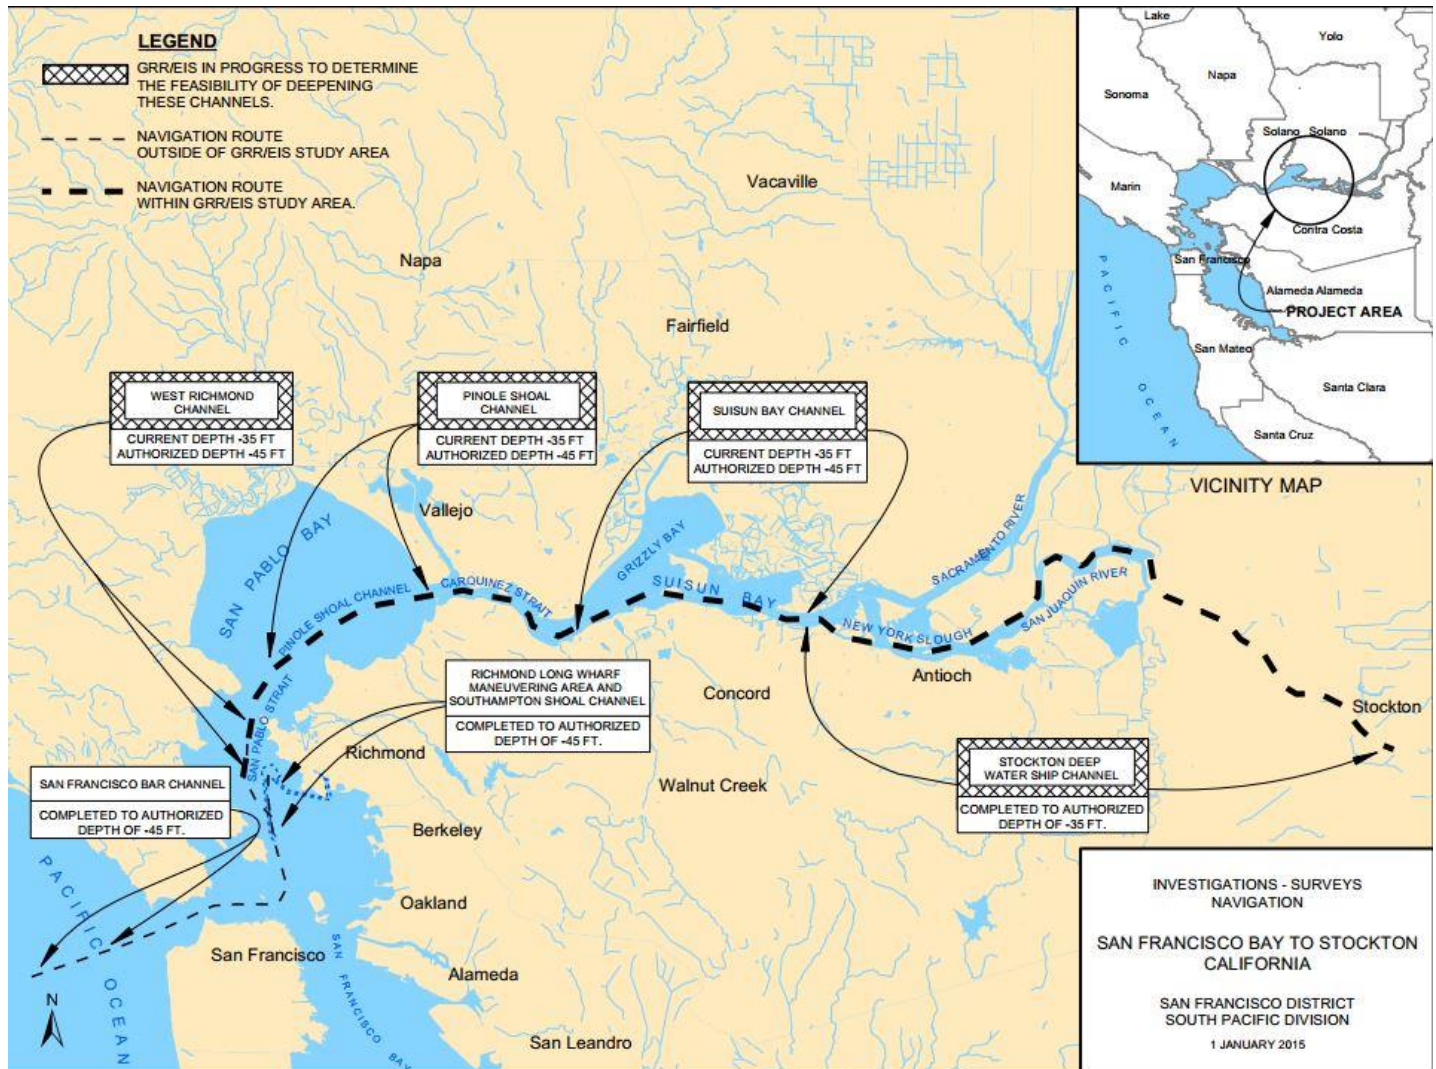 LEGEND
GRR/EIS IN PROGRESS TO DETERMINE
THE FEASIBILITY OF DEEPENING
THESE CHANNELS.
NAVIGATION ROUTE
OUTSIDE OF GRR/EIS STUDY AREA
NAVIGATION ROUTE
WITHIN GRR/EIS STUDY AREA.
Lake
Yolo
Napa
Sonoma
Solano Solano
Marin
Contra Costa
San Francisco
Alameda Alameda
PROJECT AREA
San Mateo
Santa Clara
Santa Cruz
PACIFIC OCEAN
VICINITY MAP
Vacaville
Napa
Fairfield
WEST RICHMOND
CHANNEL
CURRENT DEPTH -35 FT
AUTHORIZED DEPTH -45 FT
PINOLE SHOAL
CHANNEL
CURRENT DEPTH -35 FT
AUTHORIZED DEPTH -45 FT
SUISUN BAY CHANNEL
CURRENT DEPTH -35 FT
AUTHORIZED DEPTH -45 FT
Vallejo
SAN PABLO BAY
PINOLE SHOAL CHANNEL
CARQUINEZ STRAIT
GRIZZLY BAY
SUISUN BAY
SACRAMENTO RIVER
NEW YORK SLOUGH
SAN JUAQUIN RIVER
SAN PABLO STRAIT
Antioch
Concord
Stockton
RICHMOND LONG WHARF
MANEUVERING AREA AND
SOUTHAMPTON SHOAL CHANNEL
COMPLETED TO AUTHORIZED
DEPTH OF -45 FT.
Richmond
Walnut Creek
STOCKTON DEEP
WATER SHIP CHANNEL
COMPLETED TO AUTHORIZED
DEPTH OF -35 FT.
SAN FRANCISCO BAR CHANNEL
COMPLETED TO AUTHORIZED
DEPTH OF -45 FT.
Berkeley
Oakland
San Francisco
Alameda
San Leandro
PACIFIC OCEAN
SAN FRANCISCO BAY
N
INVESTIGATIONS - SURVEYS
NAVIGATION
SAN FRANCISCO BAY TO STOCKTON
CALIFORNIA
SAN FRANCISCO DISTRICT
SOUTH PACIFIC DIVISION
1 JANUARY 2015